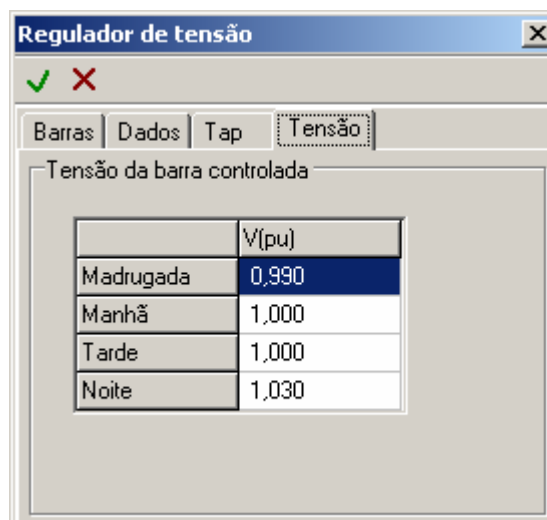 Regulador de tensão
Barras Dados Tap Tensão
Tensão da barra controlada
V(pu)
Madrugada 0,990
Manhã 1,000
Tarde 1,000
Noite 1,030